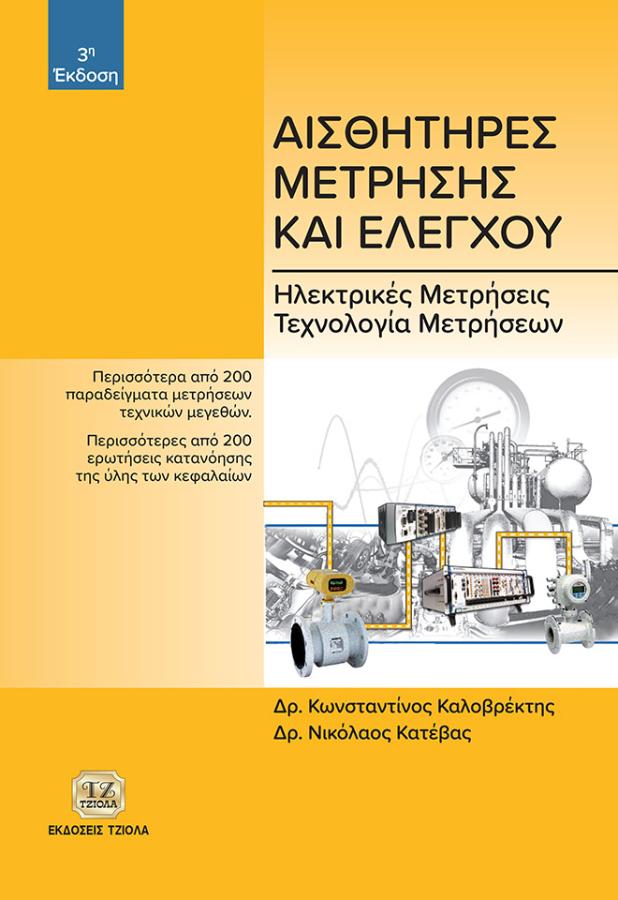 3η
Έκδοση
ΑΙΣΘΗΤΗΡΕΣ
ΜΕΤΡΗΣΗΣ
ΚΑΙ ΕΛΕΓΧΟΥ
Ηλεκτρικές Μετρήσεις
Τεχνολογία Μετρήσεων
Περισσότερα από 200
παραδείγματα μετρήσεων
τεχνικών μεγεθών.
Περισσότερες από 200
ερωτήσεις κατανόησης
της ύλης των κεφαλαίων
Δρ. Κωνσταντίνος Καλοβρέκτης
Δρ. Νικόλαος Κατέβας
ΤΖ
ΤΖΙΟΛΑ
ΕΚΔΟΣΕΙΣ ΤΖΙΟΛΑ